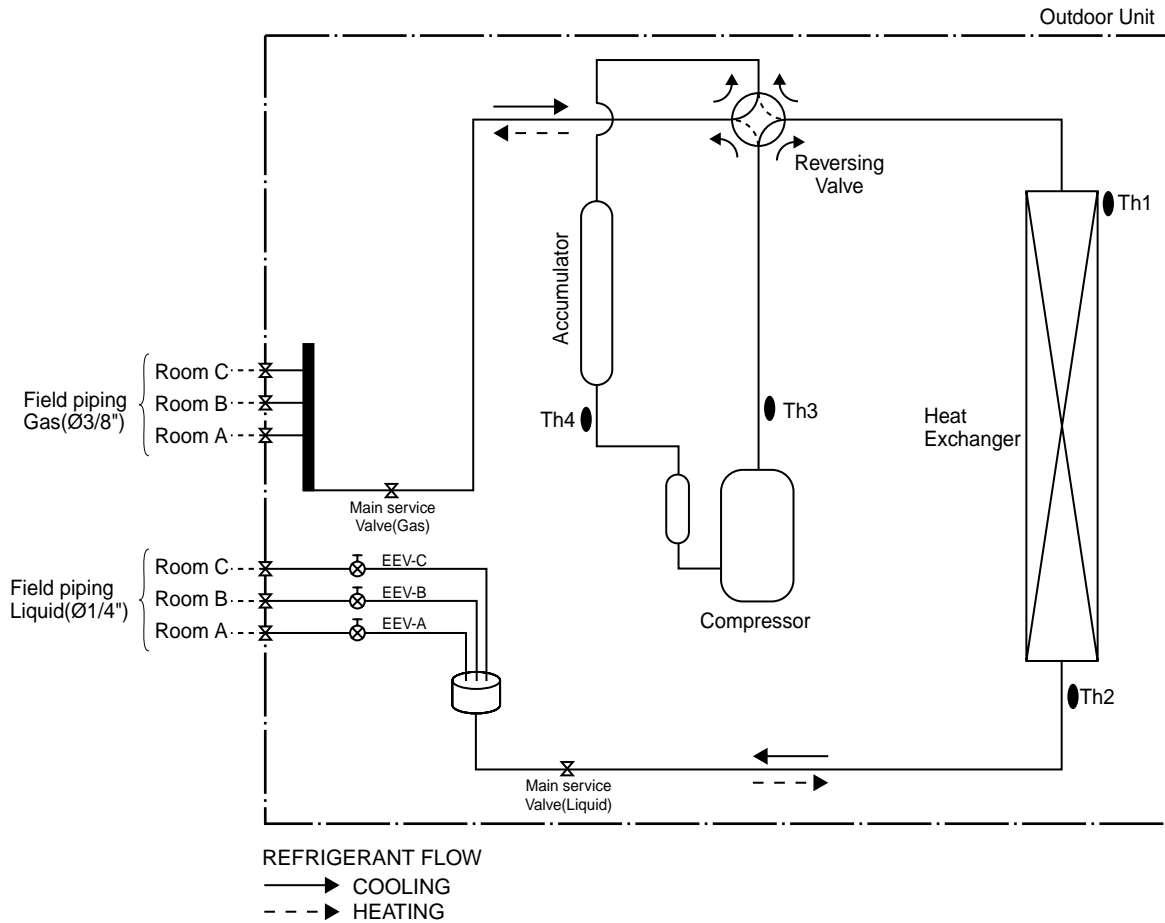 Outdoor Unit
Reversing
Valve
Th1
Accumulator
Room C
Field piping
Gas(Ø3/8")
Room B
Room A
Th4
Th3
Heat
Exchanger
Main service
Valve(Gas)
Room C
EEV-C
Field piping
Liquid(Ø1/4")
Room B
EEV-B
Room A
EEV-A
Compressor
Th2
Main service
Valve(Liquid)
REFRIGERANT FLOW
COOLING
HEATING